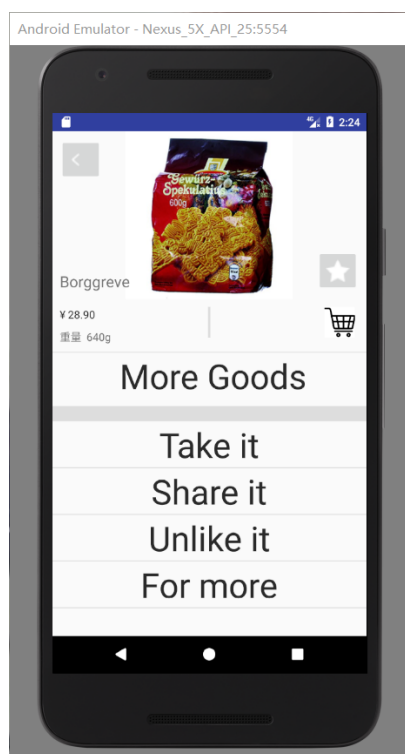 Android Emulator - Nexus_5X_API_25:5554
4G 2:24
Gewürz-
Spekulatius
600g
Borggreve
¥ 28.90
重量 640g
More Goods
Take it
Share it
Unlike it
For more